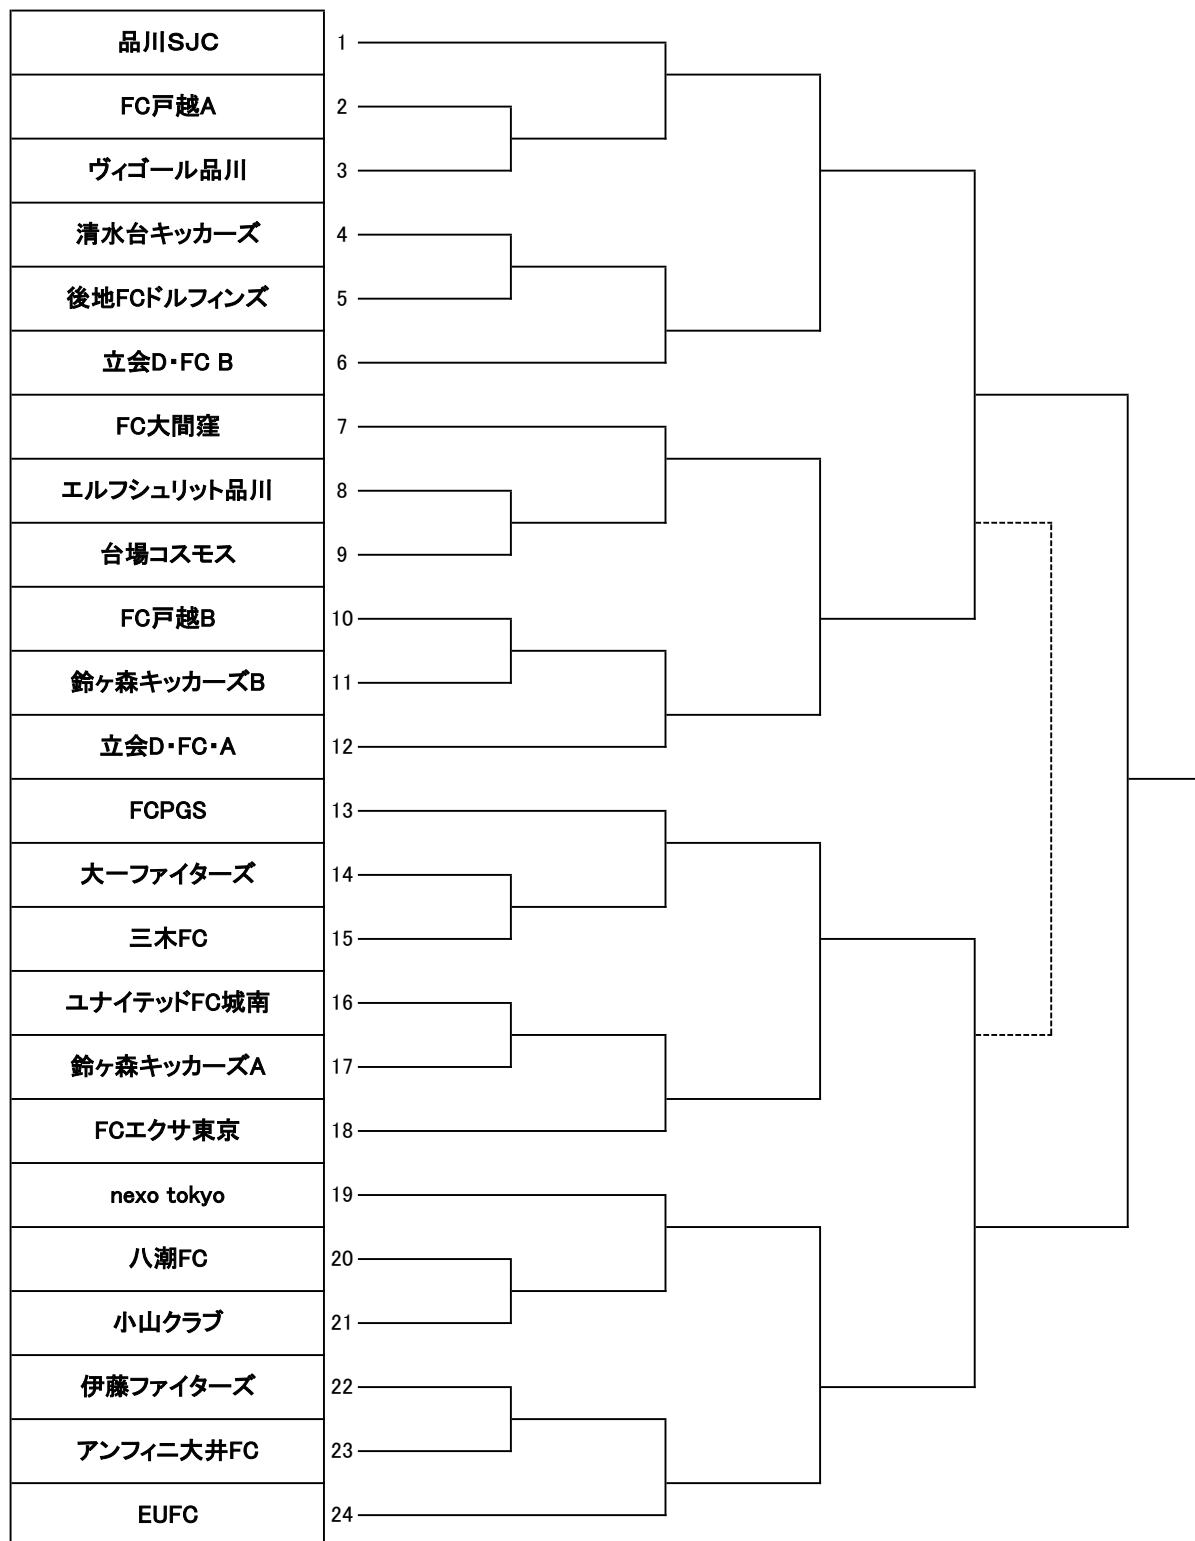 品川SJC 1
FC戸越A 2
ヴィゴール品川 3
清水台キッカーズ 4
後地FCドルフィンズ 5
立会D・FC B 6
FC大間窪 7
エルフシュリット品川 8
台場コスモス 9
FC戸越B 10
鈴ヶ森キッカーズB 11
立会D・FC・A 12
FCPGS 13
大一ファイターズ 14
三木FC 15
ユナイテッドFC城南 16
鈴ヶ森キッカーズA 17
FCエクサ東京 18
nexo tokyo 19
八潮FC 20
小山クラブ 21
伊藤ファイターズ 22
アンフィニ大井FC 23
EUFC 24